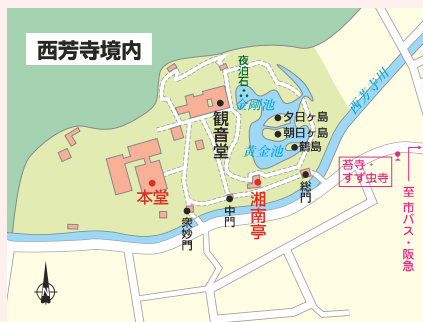 西芳寺境内
夜泊石
金剛池
西芳寺川
観音堂
夕日ヶ島
朝日ヶ島
鶴島
黄金池
苔寺・
すず虫寺
至 市バス・阪急
本堂
衆妙門
中門
湘南亭
総門
N